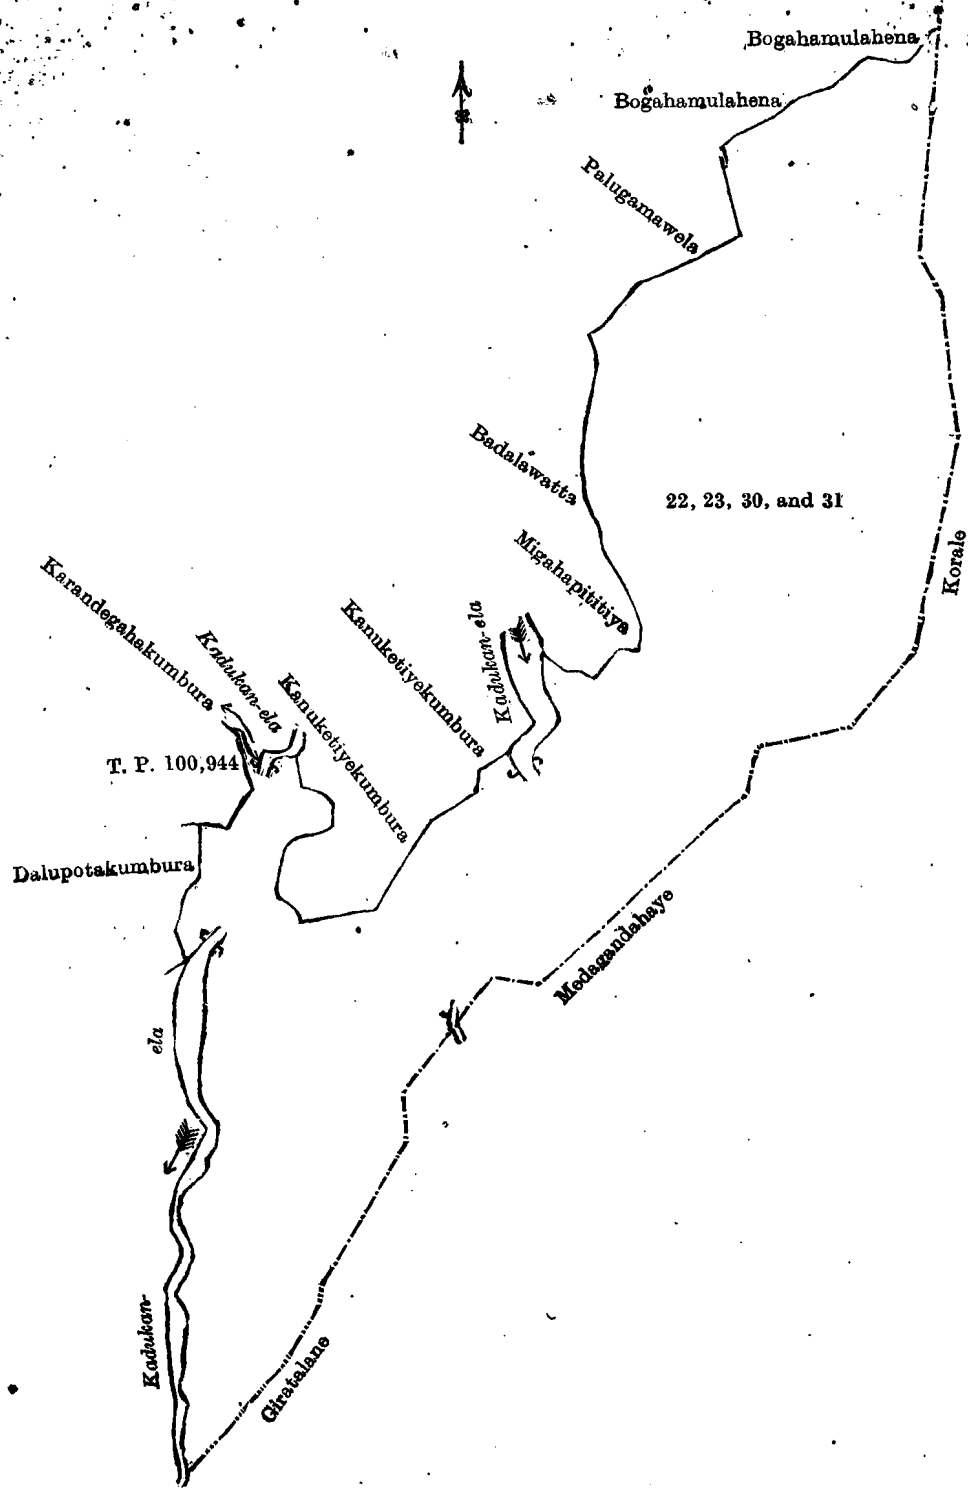 Bogahamulahena
Bogahamulahena
Palugamawela
Badalawatta
22, 23, 30, and 31
Migahapititiya
Korale
Karandegahakumbura
Kadukan-ela
Kanuketiyekumbura
Kanuketiyekumbura
Kadukan-ela
T. P. 100,944
Dalupotakumbura
Medagandahaye
ela
Kadukan-
Giratalane